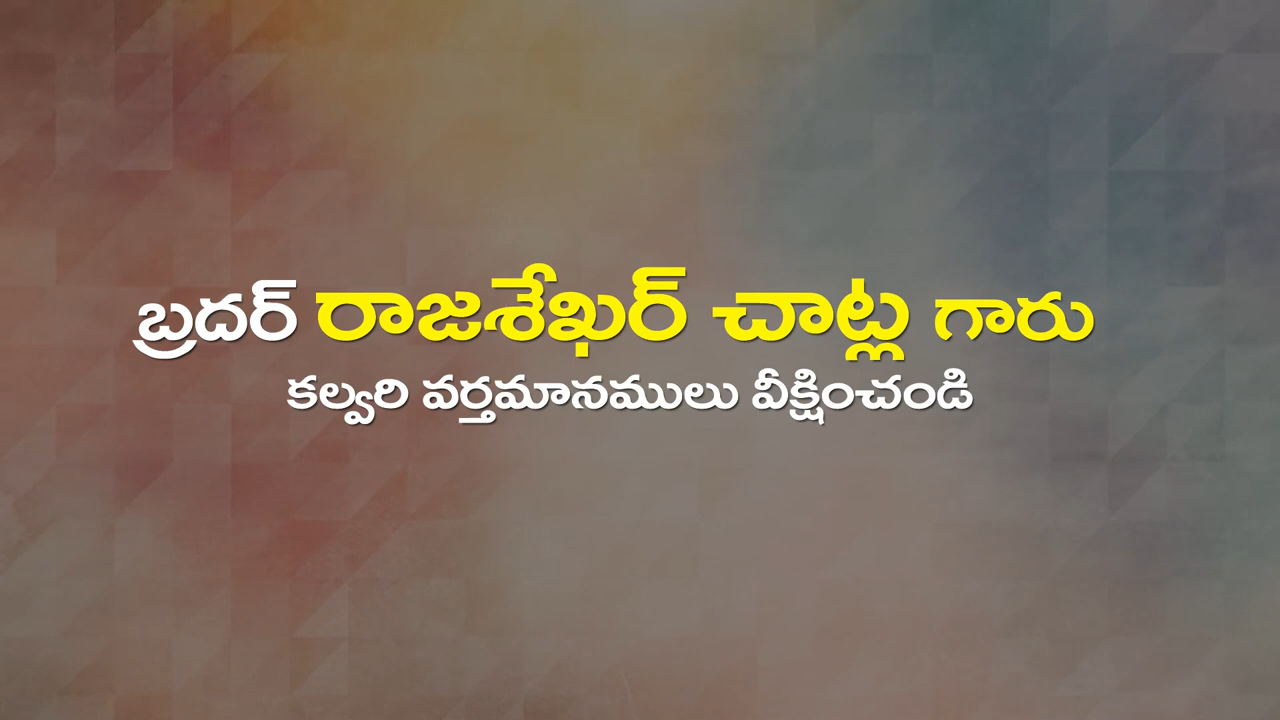 బ్రదర్ రాజశేఖర్ చాట్ల గారు
కల్వరి వర్తమానములు వీక్షించండి